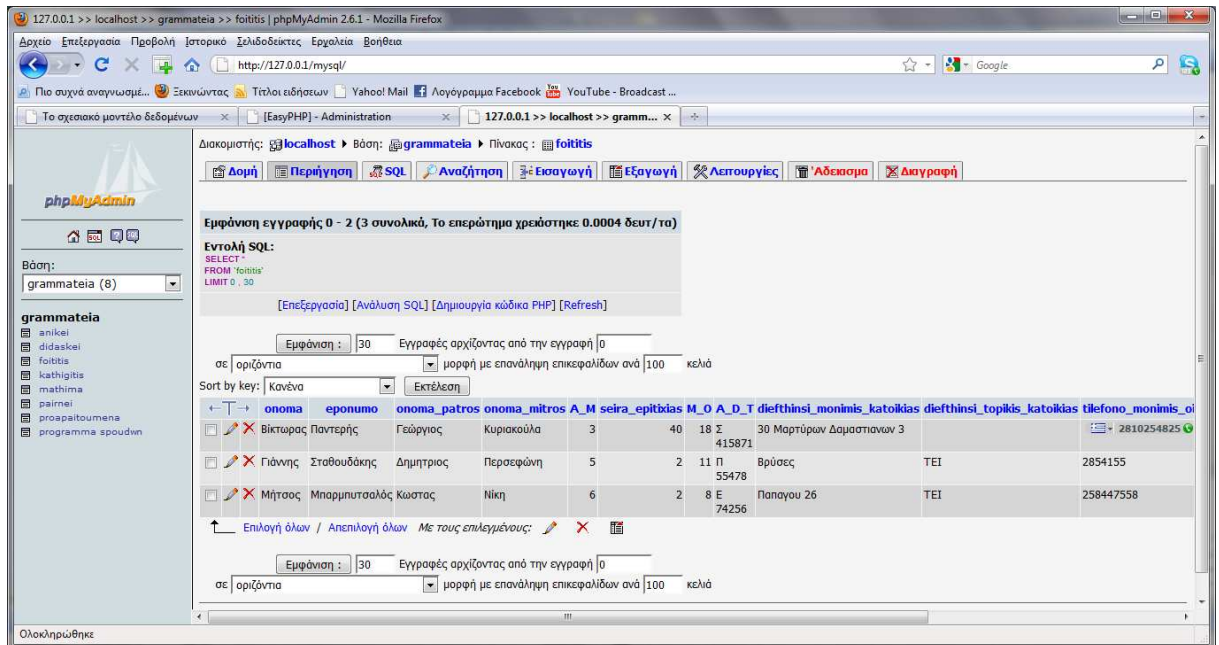 127.0.0.1 >> localhost >> grammateia >> foititis | phpMyAdmin 2.6.1 - Mozilla Firefox
Αρχείο Επεξεργασία Προβολή Ιστορικό Σελιδοδείκτες Εργαλεία Βοήθεια
http://127.0.0.1/mysql/ Google
Πιο συχνά αναγνωσμέ... Ξεκινώντας Τίτλοι ειδήσεων Yahoo! Mail Λογόγραμμα Facebook YouTube - Broadcast ...
Το σχεσιακό μοντέλο δεδομένων [EasyPHP] - Administration 127.0.0.1 >> localhost >> gramm...
Διακομιστής: localhost ▸ Βάση: grammateia ▸ Πίνακας : foititis
Δομή Περιήγηση SQL Αναζήτηση Εισαγωγή Εξαγωγή Λειτουργίες 'Αδειασμα Διαγραφή
phpMyAdmin
Βάση:
grammateia (8)
grammateia
anikei
didaskei
foititis
kathigitis
mathima
pairnei
proapaitoumena
programma spoudwn
Εμφάνιση εγγραφής 0 - 2 (3 συνολικά, Το επερώτημα χρειάστηκε 0.0004 δευτ/τα)
Εντολή SQL:
SELECT *
FROM `foititis`
LIMIT 0 , 30
[Επεξεργασία] [Ανάλυση SQL] [Δημιουργία κώδικα PHP] [Refresh]
Εμφάνιση : 30 Εγγραφές αρχίζοντας από την εγγραφή 0
σε οριζόντια μορφή με επανάληψη επικεφαλίδων ανά 100 κελιά
Sort by key: Κανένα Εκτέλεση
←T→ onoma eponumo onoma_patros onoma_mitros A_M seira_epitixias M_O A_D_T diefthinsi_monimis_katoikias diefthinsi_topikis_katoikias tilefono_monimis_oi
Βίκτωρας Παντερής Γεώργιος Κυριακούλα 3 40 18 Σ 30 Μαρτύρων Δαμαστιανων 3 2810254825
415871
Γιάννης Σταθουδάκης Δημητριος Περσεφώνη 5 2 11 Π Βρύσες ΤΕΙ 2854155
55478
Μήτσος Μπαρμπυτσαλός Κωστας Νίκη 6 2 8 Ε Παπαγου 26 ΤΕΙ 258447558
74256
Επιλογή όλων / Απεπιλογή όλων Με τους επιλεγμένους:
Εμφάνιση : 30 Εγγραφές αρχίζοντας από την εγγραφή 0
σε οριζόντια μορφή με επανάληψη επικεφαλίδων ανά 100 κελιά
Ολοκληρώθηκε